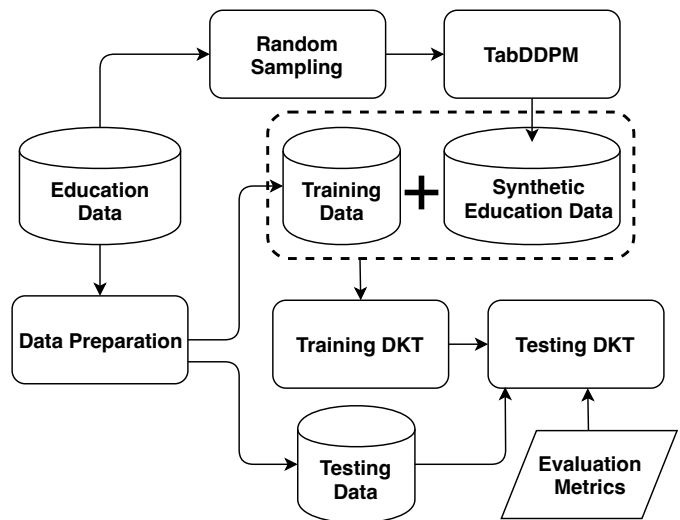 Random
Sampling
TabDDPM
Education
Data
Training
Data
+
Synthetic
Education Data
Data Preparation
Training DKT
Testing DKT
Testing
Data
Evaluation
Metrics